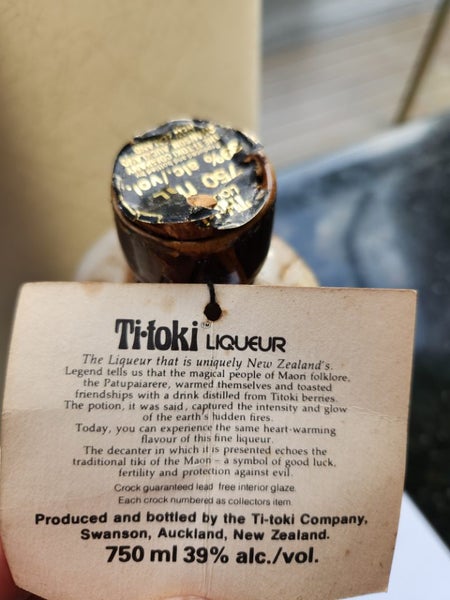 % alc./vol.
750 ML
Ti-toki LIQUEUR
The Liqueur that is uniquely New Zealand's.
Legend tells us that the magical people of Maori folklore,
the Patupaiarere, warmed themselves and toasted
friendships with a drink distilled from Titoki berries.
The potion, it was said, captured the intensity and glow
of the earth's hidden fires.
Today, you can experience the same heart-warming
flavour of this fine liqueur.
The decanter in which it is presented echoes the
traditional tiki of the Maori – a symbol of good luck,
fertility and protection against evil.
Crock guaranteed lead free interior glaze.
Each crock numbered as collectors item
Produced and bottled by the Ti-toki Company,
Swanson, Auckland, New Zealand.
750 ml 39% alc./vol.